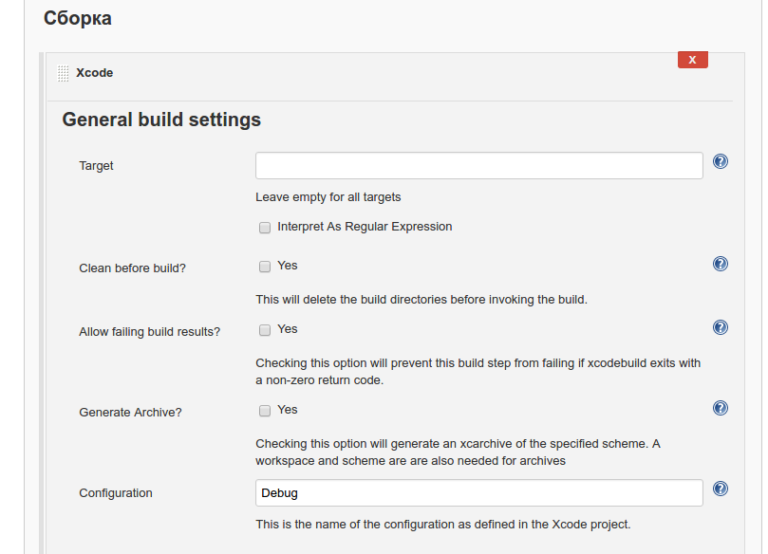 Сборка
Xcode
X
General build settings
Target
Leave empty for all targets
Interpret As Regular Expression
Clean before build?
Yes
This will delete the build directories before invoking the build.
Allow failing build results?
Yes
Checking this option will prevent this build step from failing if xcodebuild exits with
a non-zero return code.
Generate Archive?
Yes
Checking this option will generate an xcarchive of the specified scheme. A
workspace and scheme are are also needed for archives
Configuration
Debug
This is the name of the configuration as defined in the Xcode project.